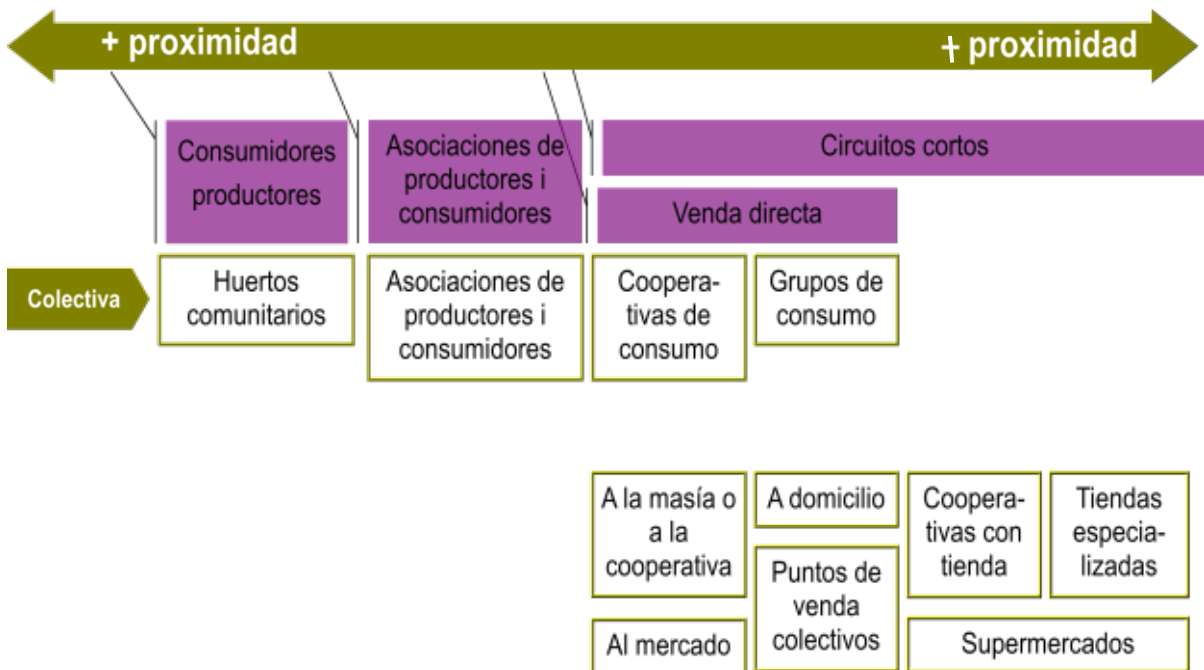 + proximidad
+ proximidad
Consumidores
productores
Asociaciones de
productores i
consumidores
Circuitos cortos
Venda directa
Colectiva
Huertos
comunitarios
Asociaciones de
productores i
consumidores
Coopera-
tivas de
consumo
Grupos de
consumo
A la masía o
a la
cooperativa
A domicilio
Coopera-
tivas con
tienda
Tiendas
especia-
lizadas
Puntos de
venda
colectivos
Al mercado
Supermercados